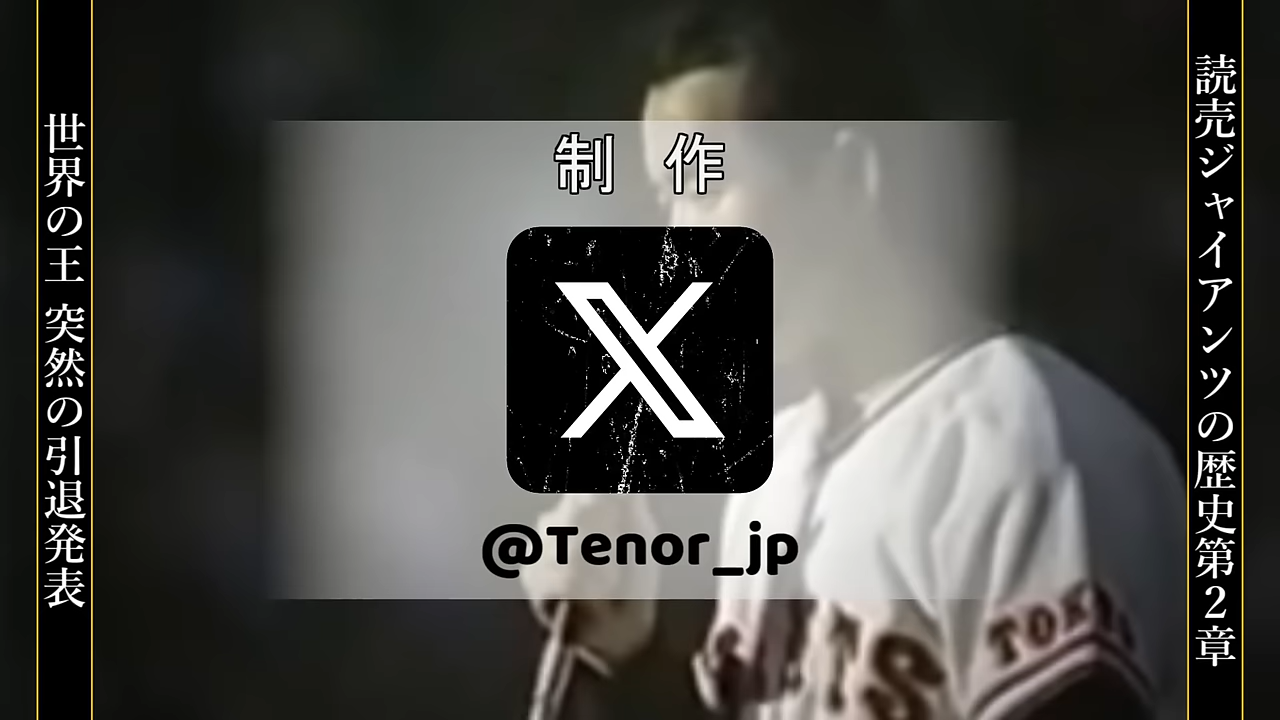 読売ジャイアンツの歴史第2章
制作
@Tenor_jp
世界の王 突然の引退発表
TOKYO